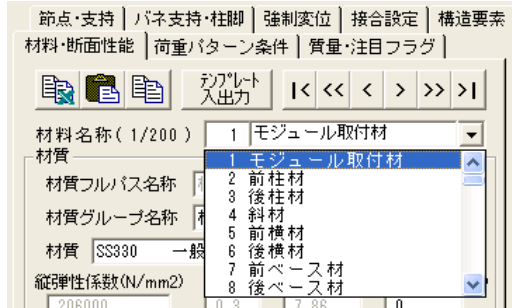 節点・支持 バネ支持・柱脚 強制変位 接合設定 構造要素
材料・断面性能 荷重パターン条件 質量・注目フラグ
テンプレート
入出力 |< << < > >> >|
材料名称(1/200) 1 モジュール取付材
材質
1 モジュール取付材
材質フルパス名称
2 前柱材
3 後柱材
材質グループ名称
4 斜材
5 前横材
材質 SS330 一般
6 後横材
7 前ベース材
縦弾性係数(N/mm2)
8 後ベース材
206000 0.3 7.86 0